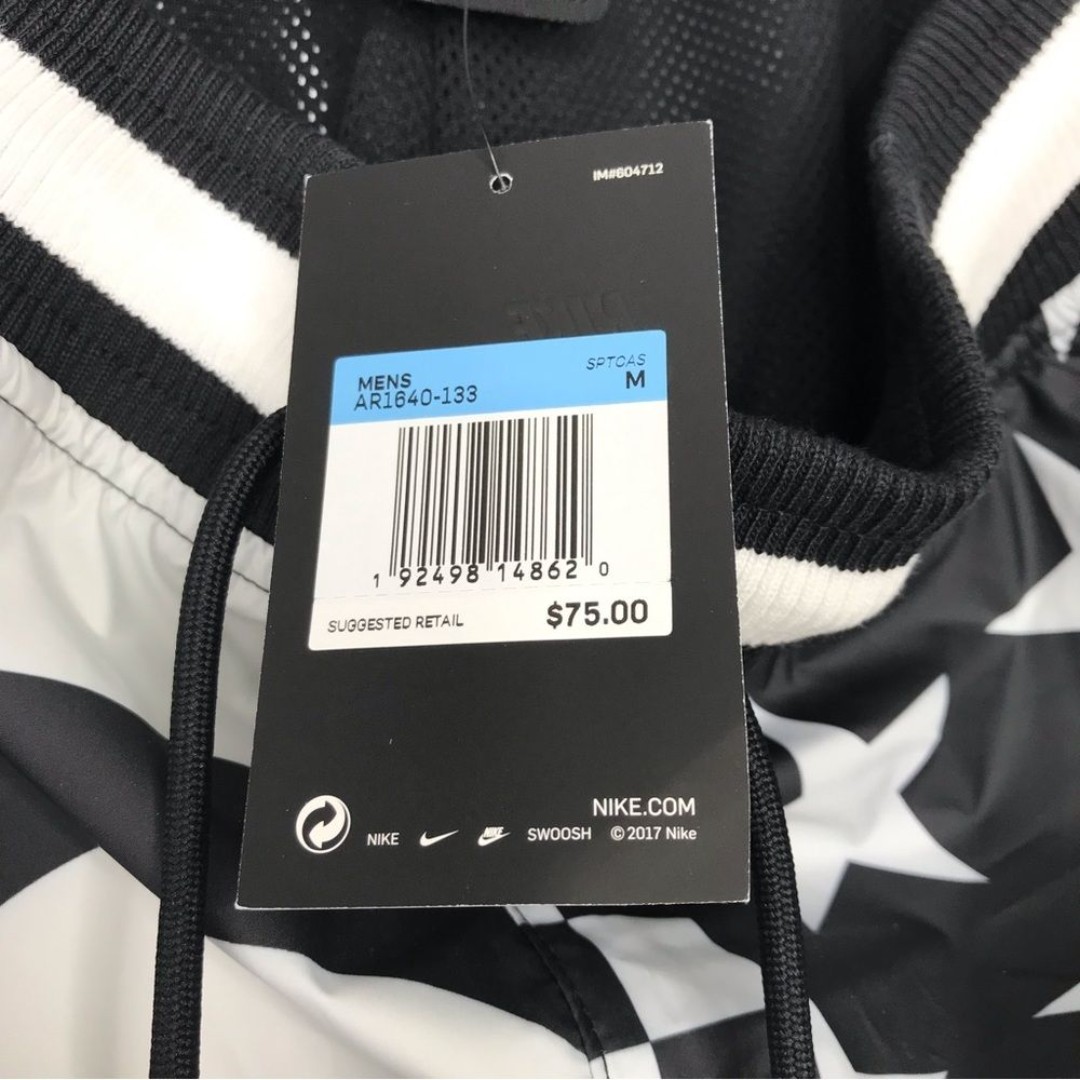 IM#604712
SPTCAS
MENS M
AR1640-133
1 92498 14862 0
SUGGESTED RETAIL $75.00
NIKE.COM
NIKE NIKE SWOOSH © 2017 Nike